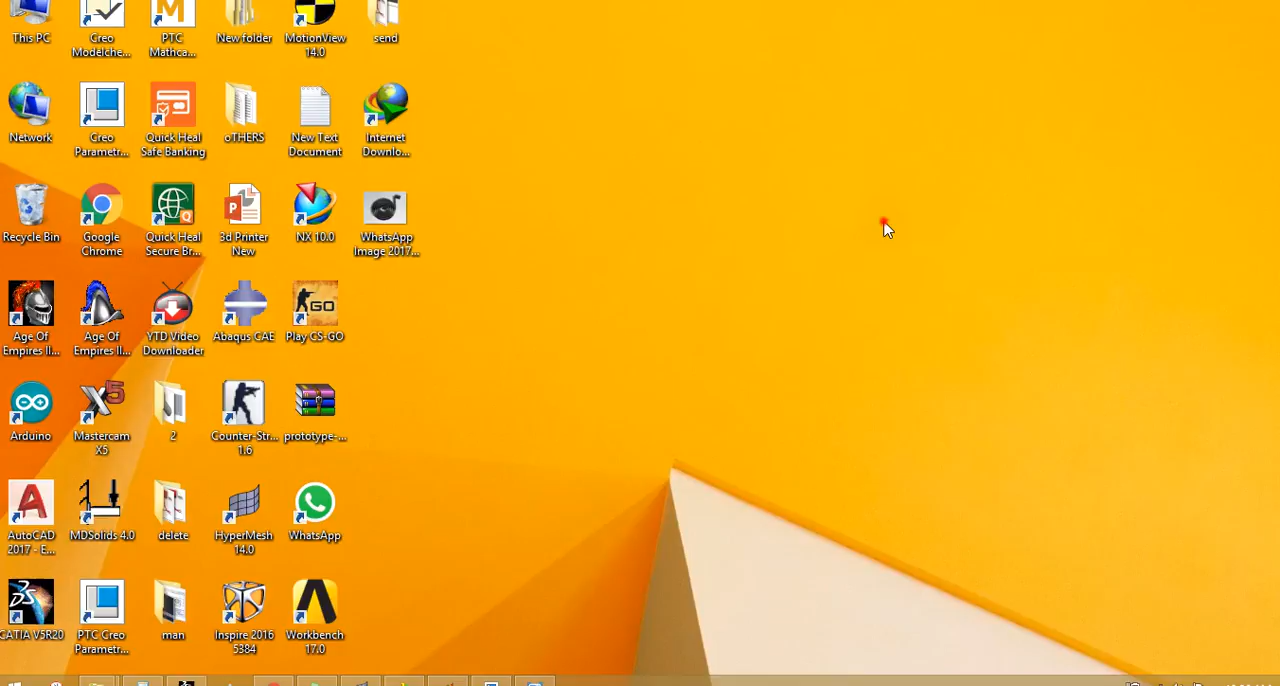 This PC
Creo
Modelche...
PTC
Mathca...
New folder
MotionView
14.0
send
Network
Creo
Parametr...
Quick Heal
Safe Banking
oTHERS
New Text
Document
Internet
Downlo...
Recycle Bin
Google
Chrome
Quick Heal
Secure Br...
3d Printer
New
NX 10.0
WhatsApp
Image 2017...
Age Of
Empires II...
Age Of
Empires II...
YTD Video
Downloader
Abaqus CAE
GO
Play CS-GO
Arduino
X5
Mastercam
X5
2
Counter-Str...
1.6
prototype-...
AutoCAD
2017 - E...
MDSolids 4.0
delete
HyperMesh
14.0
WhatsApp
CATIA V5R20
PTC Creo
Parametr...
man
Inspire 2016
5384
Workbench
17.0